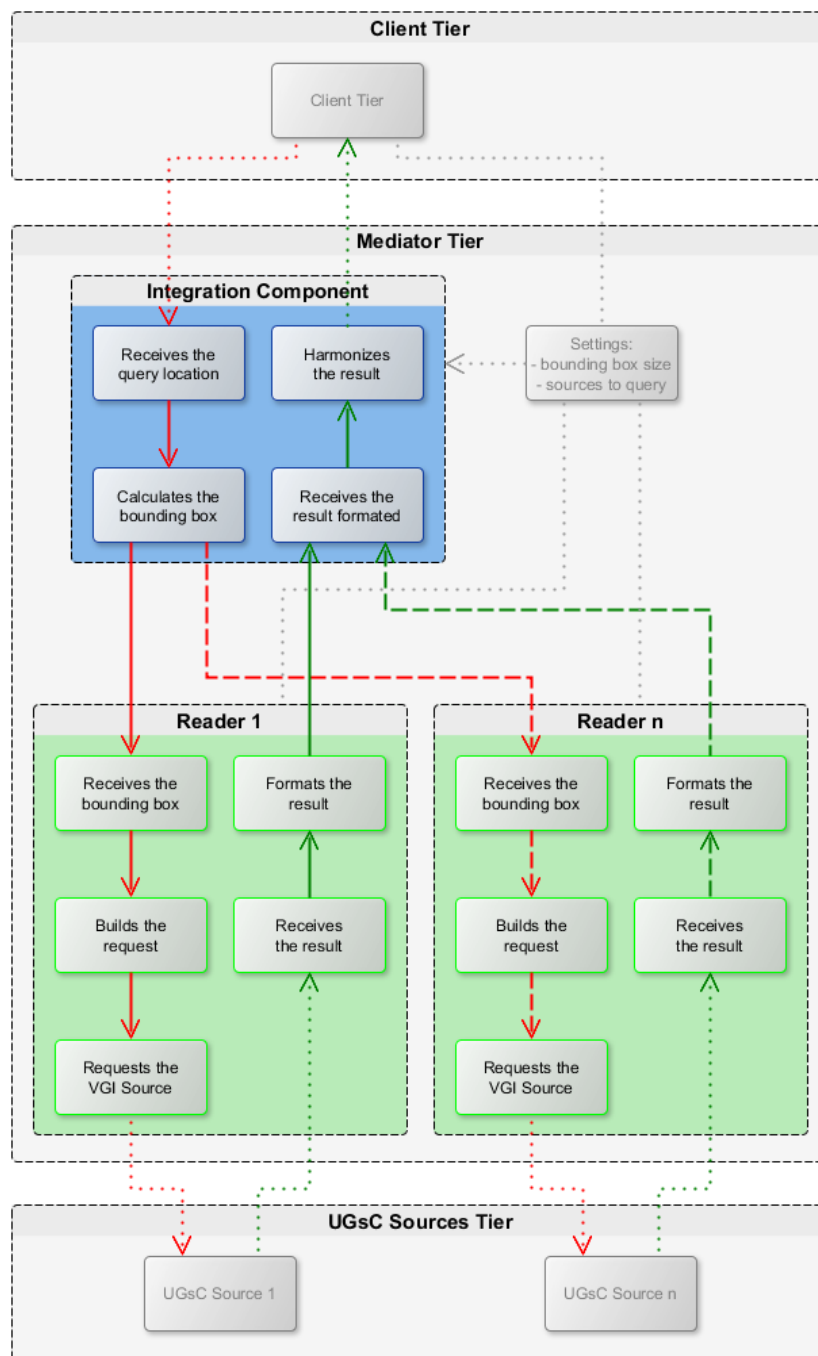 Client Tier
Client Tier
Mediator Tier
Integration Component
Receives the
query location
Harmonizes
the result
Settings:
- bounding box size
- sources to query
Calculates the
bounding box
Receives the
result formated
Reader 1
Reader n
Receives the
bounding box
Formats the
result
Receives the
bounding box
Formats the
result
Builds the
request
Receives
the result
Builds the
request
Receives
the result
Requests the
VGI Source
Requests the
VGI Source
UGsC Sources Tier
UGsC Source 1
UGsC Source n